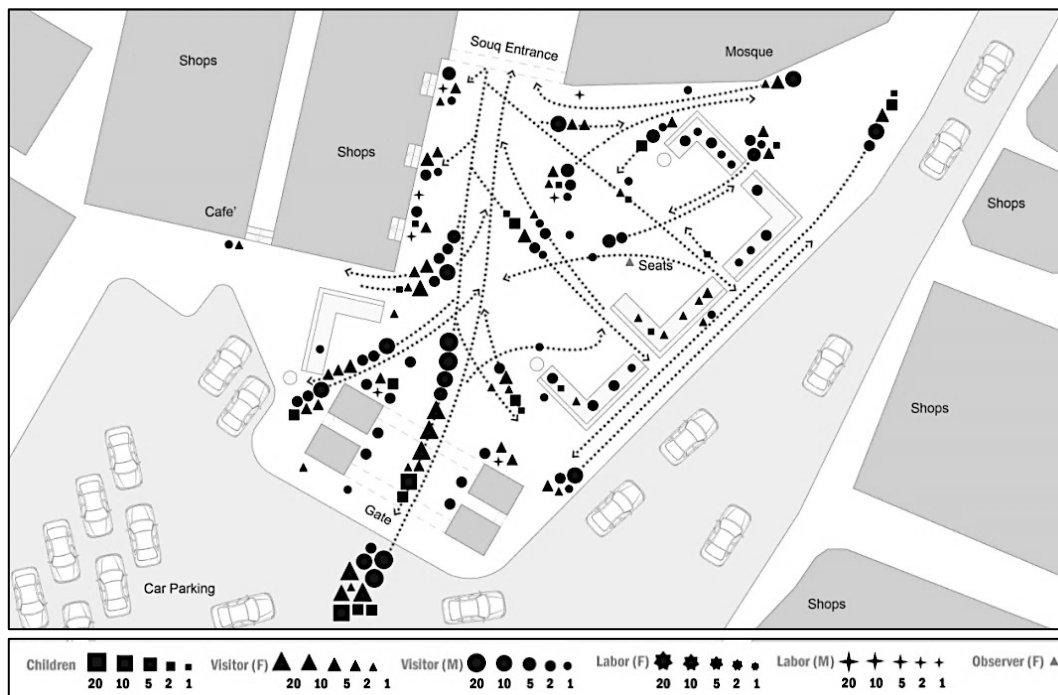 Souq Entrance
Mosque
Shops
Shops
Cafe'
Shops
Seats
Shops
Gate
Car Parking
Shops
Children 20 10 5 2 1
Visitor (F) 20 10 5 2 1
Visitor (M) 20 10 5 2 1
Labor (F) 20 10 5 2 1
Labor (M) 20 10 5 2 1
Observer (F)